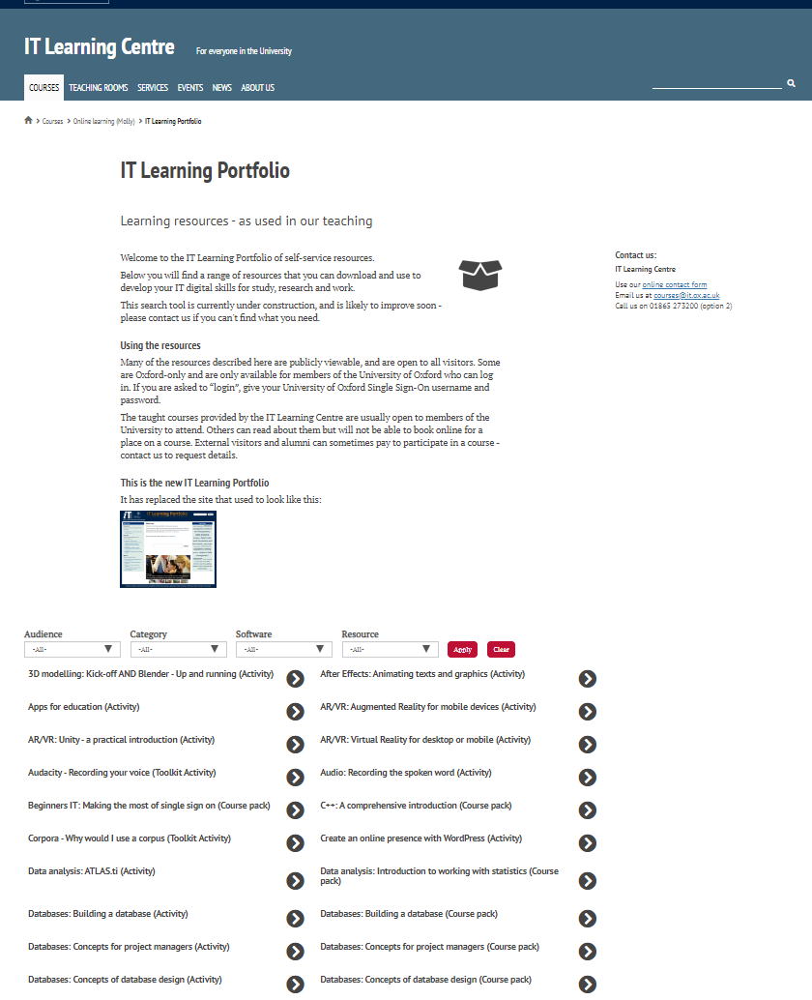 IT Learning Centre
For everyone in the University
COURSES TEACHING ROOMS SERVICES EVENTS NEWS ABOUT US
Courses Online learning (Molly) IT Learning Portfolio
IT Learning Portfolio
Learning resources - as used in our teaching
Welcome to the IT Learning Portfolio of self-service resources.
Below you will find a range of resources that you can download and use to
develop your IT digital skills for study, research and work.
This search tool is currently under construction, and is likely to improve soon -
please contact us if you can't find what you need.
Contact us:
IT Learning Centre
Use our online contact form
Email us at courses@it.ox.ac.uk
Call us on 01865 273200 (option 2)
Using the resources
Many of the resources described here are publicly viewable, and are open to all visitors. Some
are Oxford-only and are only available for members of the University of Oxford who can log
in. If you are asked to “login”, give your University of Oxford Single Sign-On username and
password.
The taught courses provided by the IT Learning Centre are usually open to members of the
University to attend. Others can read about them but will not be able to book online for a
place on a course. External visitors and alumni can sometimes pay to participate in a course -
contact us to request details.
This is the new IT Learning Portfolio
It has replaced the site that used to look like this:
iT IT Learning Portfolio
Audience Category Software Resource
-All- -All- -All- -All- Apply Clear
3D modelling: Kick-off AND Blender - Up and running (Activity)
After Effects: Animating texts and graphics (Activity)
Apps for education (Activity)
AR/VR: Augmented Reality for mobile devices (Activity)
AR/VR: Unity - a practical introduction (Activity)
AR/VR: Virtual Reality for desktop or mobile (Activity)
Audacity - Recording your voice (Toolkit Activity)
Audio: Recording the spoken word (Activity)
Beginners IT: Making the most of single sign on (Course pack)
C++: A comprehensive introduction (Course pack)
Corpora - Why would I use a corpus (Toolkit Activity)
Create an online presence with WordPress (Activity)
Data analysis: ATLAS.ti (Activity)
Data analysis: Introduction to working with statistics (Course
pack)
Databases: Building a database (Activity)
Databases: Building a database (Course pack)
Databases: Concepts for project managers (Activity)
Databases: Concepts for project managers (Course pack)
Databases: Concepts of database design (Activity)
Databases: Concepts of database design (Course pack)